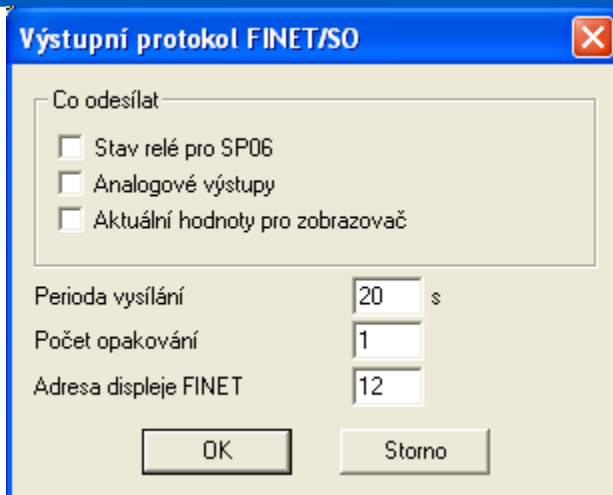 Výstupní protokol FINET/SO
Co odesílat
Stav relé pro SP06
Analogové výstupy
Aktuální hodnoty pro zobrazovač
Perioda vysílání 20 s
Počet opakování 1
Adresa displeje FINET 12
OK Storno